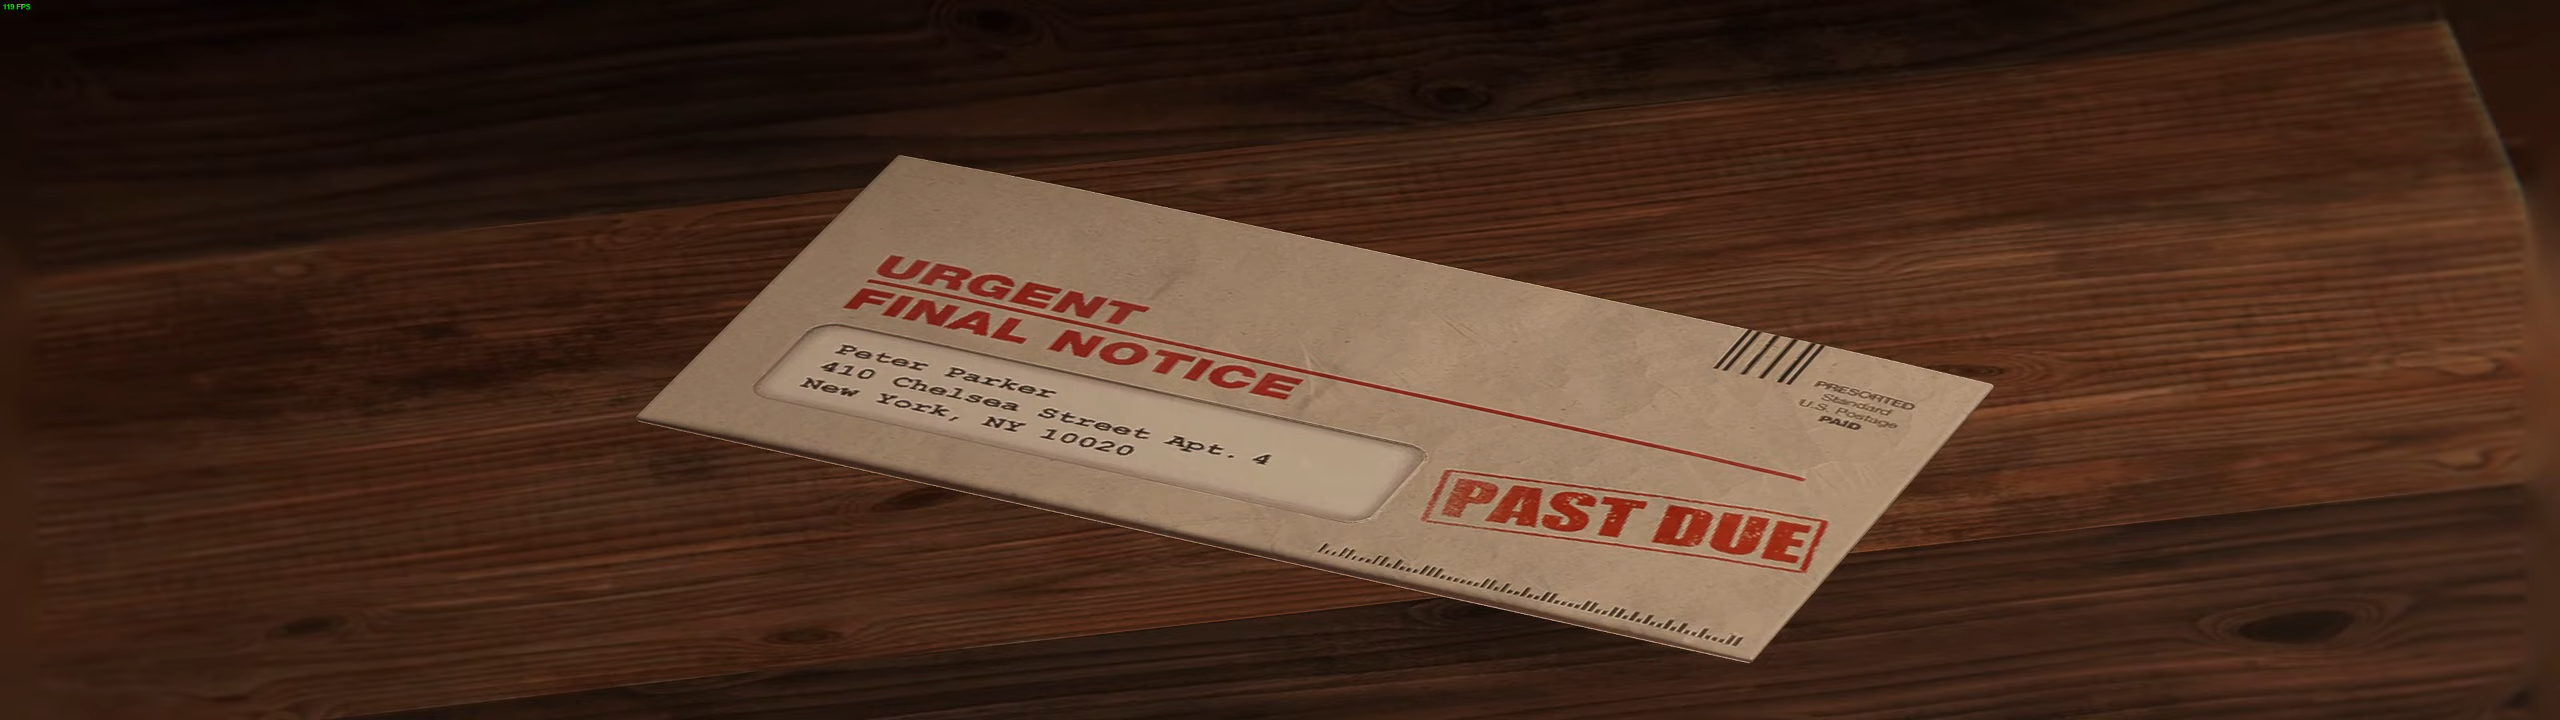 119 FPS
URGENT
FINAL NOTICE
Peter Parker
410 Chelsea Street Apt. 4
New York, NY 10020
PRESORTED
Standard
U.S. Postage
PAID
PAST DUE